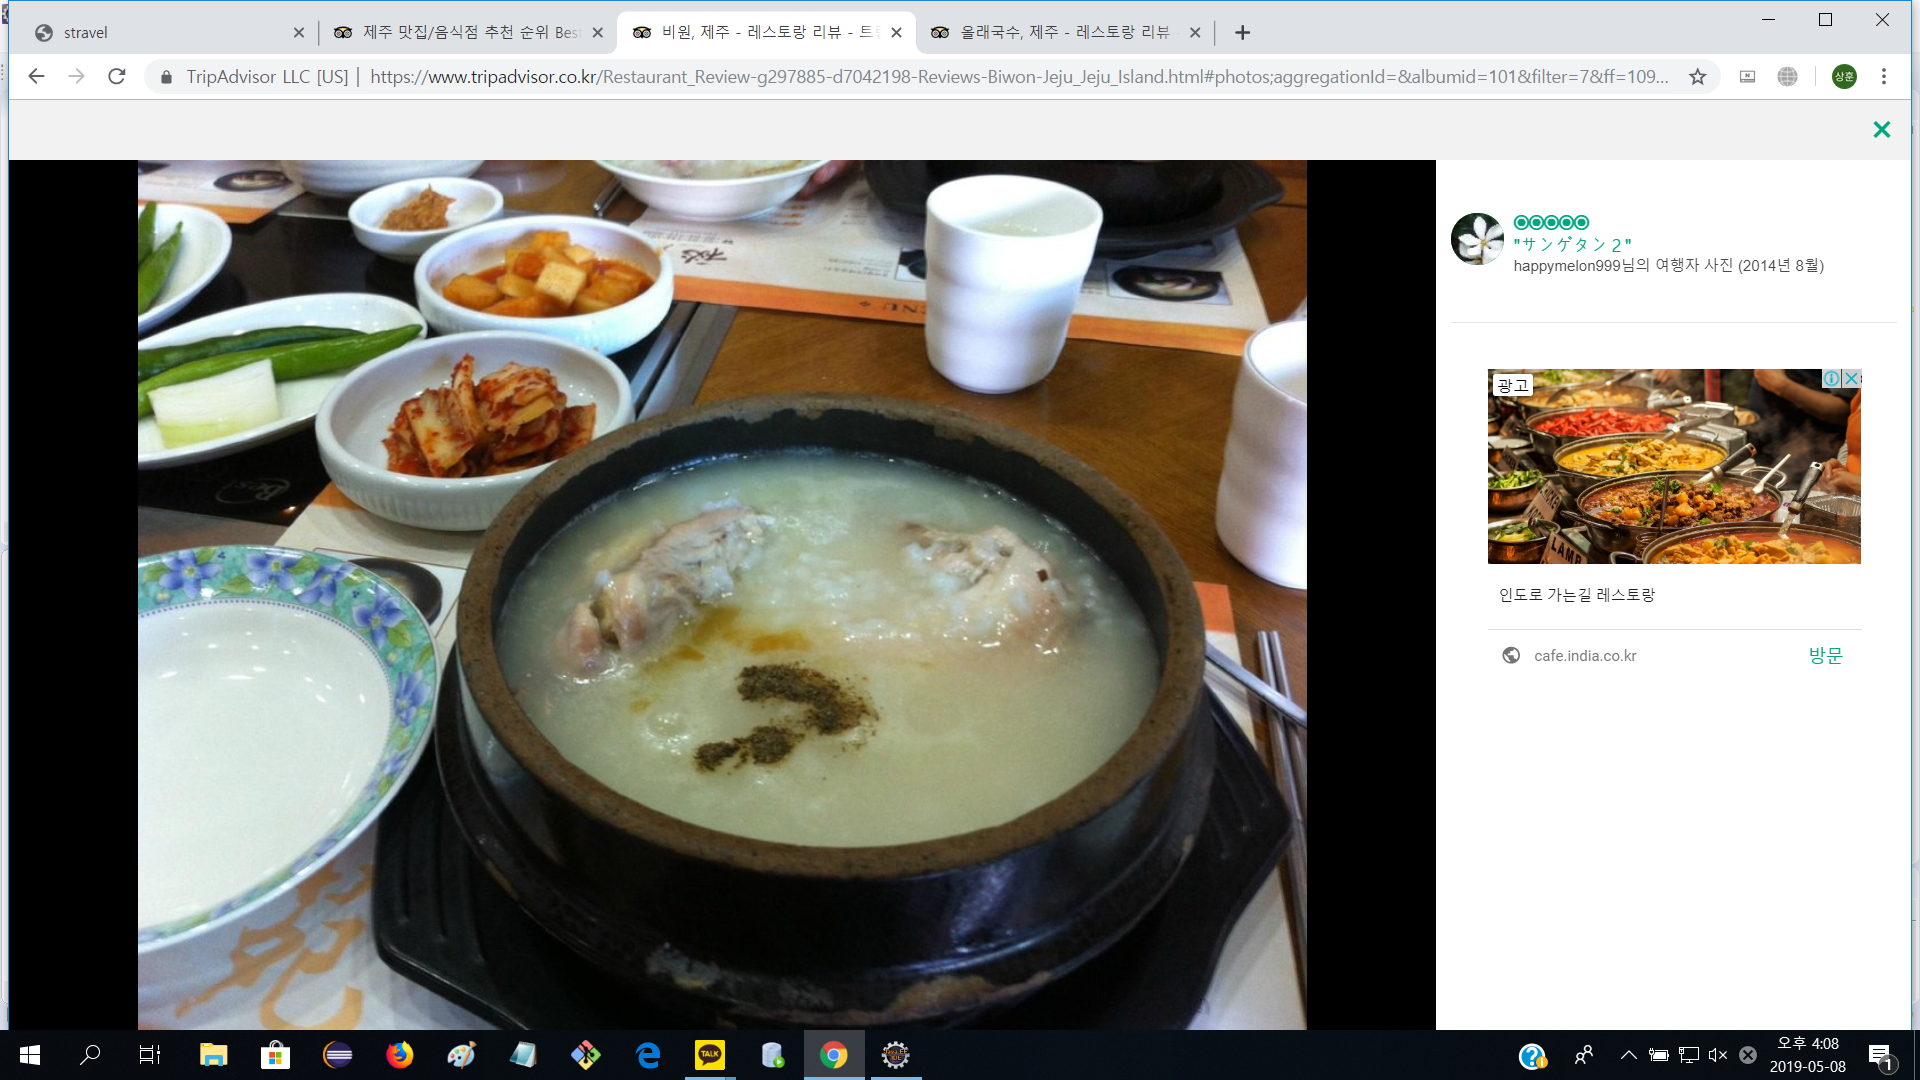 stravel
제주 맛집/음식점 추천 순위 Best
비원, 제주 - 레스토랑 리뷰 - 트
올래국수, 제주 - 레스토랑 리뷰
TripAdvisor LLC [US] | https://www.tripadvisor.co.kr/Restaurant_Review-g297885-d7042198-Reviews-Biwon-Jeju_Jeju_Island.html#photos;aggregationId=&albumid=101&filter=7&ff=109...
상훈
"サンゲタン２"
happymelon999님의 여행자 사진 (2014년 8월)
MENU
Best
광고
LAMB
인도로 가는길 레스토랑
cafe.india.co.kr
방문
TALK
오후 4:08
2019-05-08
1